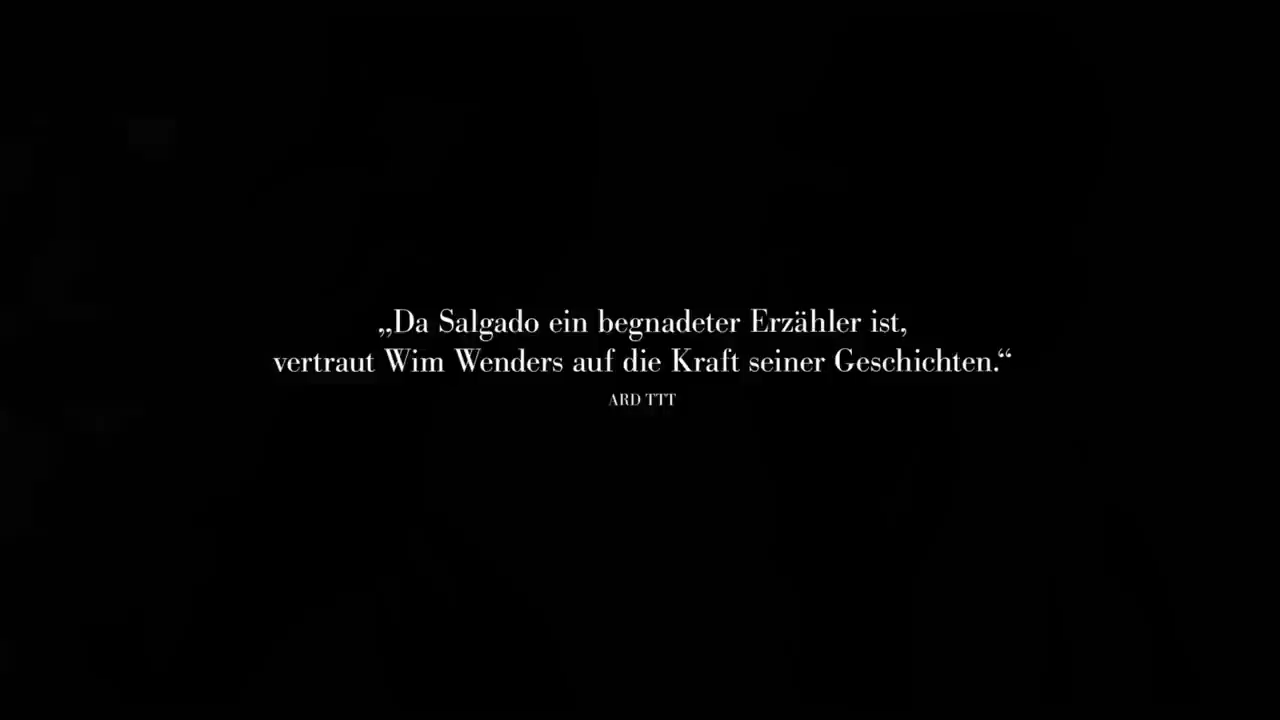 „Da Salgado ein begnadeter Erzähler ist,
vertraut Wim Wenders auf die Kraft seiner Geschichten.“
ARD TTT